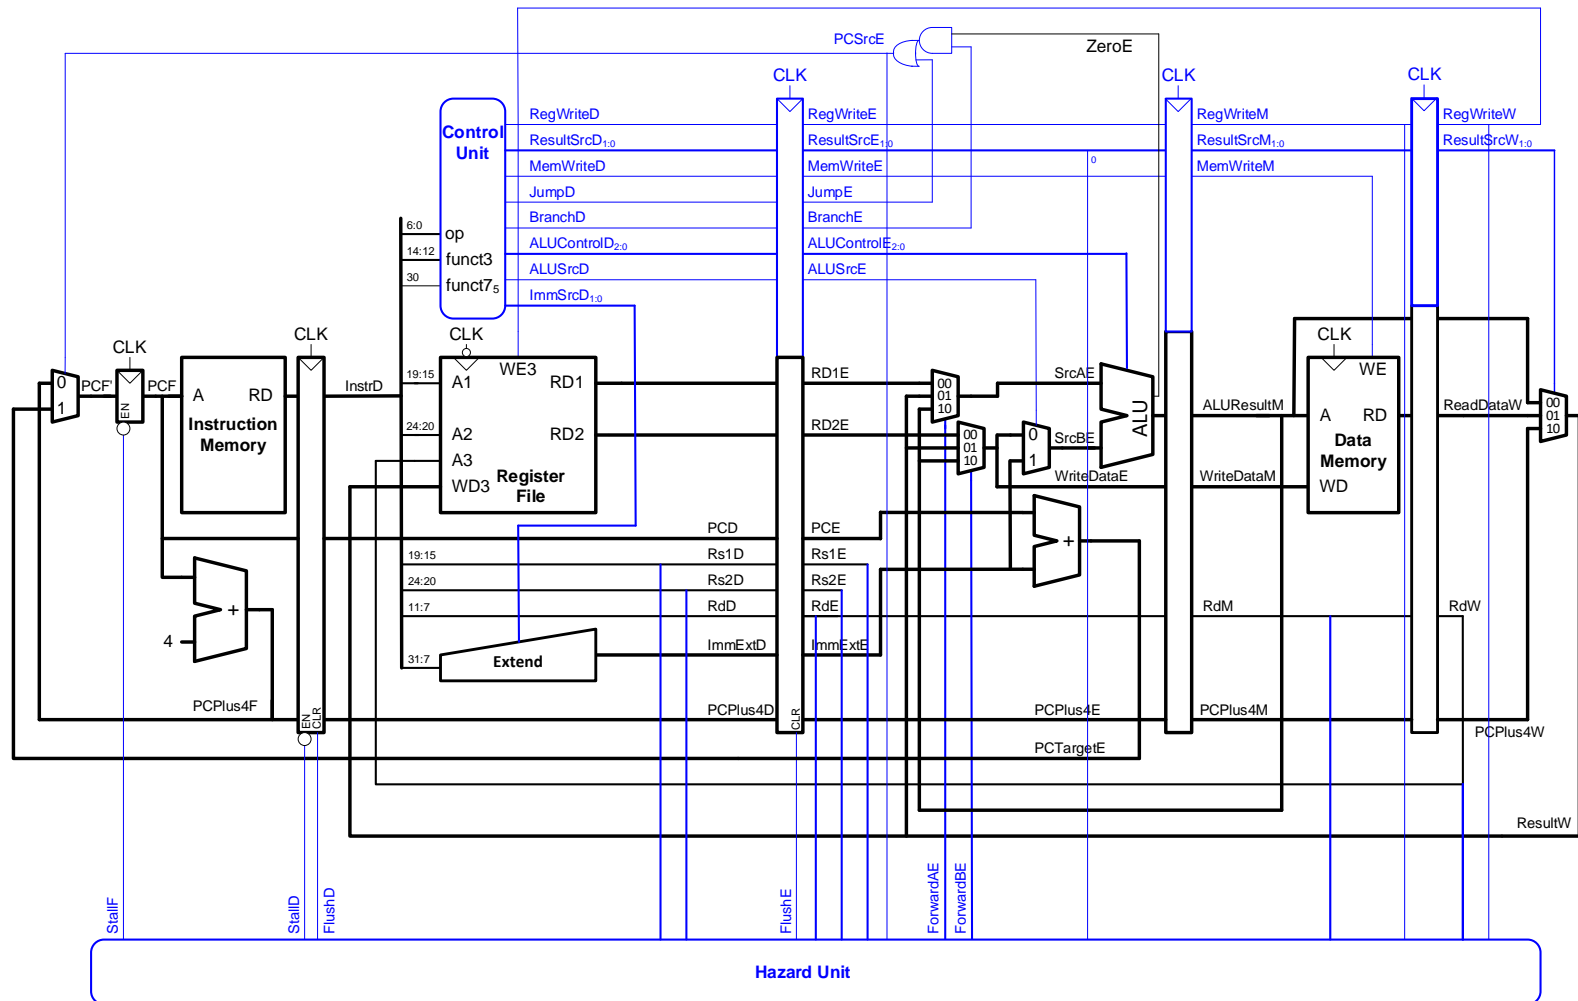 PCSrcE
ZeroE
CLK
CLK
CLK
Control
Unit
RegWriteD
RegWriteE
RegWriteM
RegWriteW
ResultSrcD1:0
ResultSrcE1:0
ResultSrcM1:0
ResultSrcW1:0
0
MemWriteD
MemWriteE
MemWriteM
JumpD
JumpE
BranchD
BranchE
6:0
op
ALUControlD2:0
ALUControlE2:0
14:12
funct3
ALUSrcD
ALUSrcE
30
funct75
ImmSrcD1:0
CLK
CLK
CLK
CLK
0
1
PCF'
EN
PCF
A
RD
Instruction
Memory
InstrD
19:15
A1
WE3
RD1
RD1E
00
01
10
SrcAE
ALU
ALUResultM
A
WE
RD
Data
Memory
WD
ReadDataW
00
01
10
24:20
A2
RD2
RD2E
00
01
10
0
1
SrcBE
A3
WD3
Register
File
WriteDataE
WriteDataM
PCD
PCE
+
19:15
Rs1D
Rs1E
24:20
Rs2D
Rs2E
11:7
RdD
RdE
RdM
RdW
+
4
31:7
Extend
ImmExtD
ImmExtE
PCPlus4F
EN
CLR
PCPlus4D
CLR
PCPlus4E
PCPlus4M
PCPlus4W
PCTargetE
ResultW
StallF
StallD
FlushD
FlushE
ForwardAE
ForwardBE
Hazard Unit